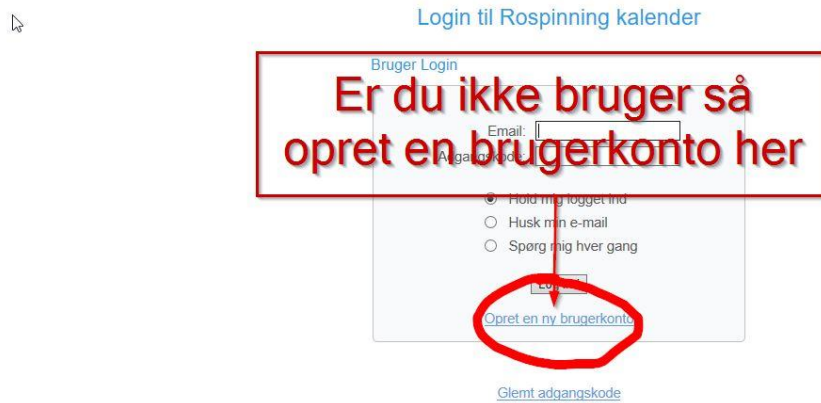 Login til Rospinning kalender
Bruger Login
Er du ikke bruger så
opret en brugerkonto her
Email:
Adgangskode:
Hold mig logget ind
Husk min e-mail
Spørg mig hver gang
Opret en ny brugerkonto
Glemt adgangskode